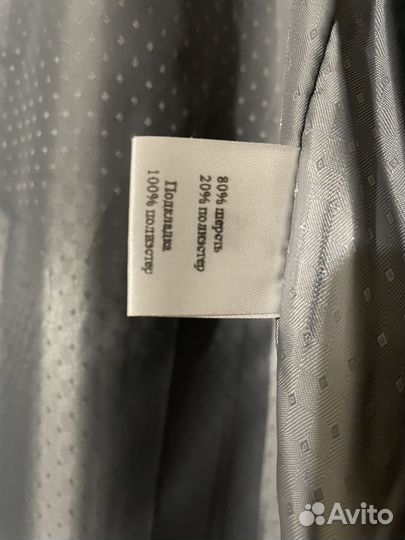 80% шерсть
20% полиэстер
Подкладка
100% полиэстер
Avito